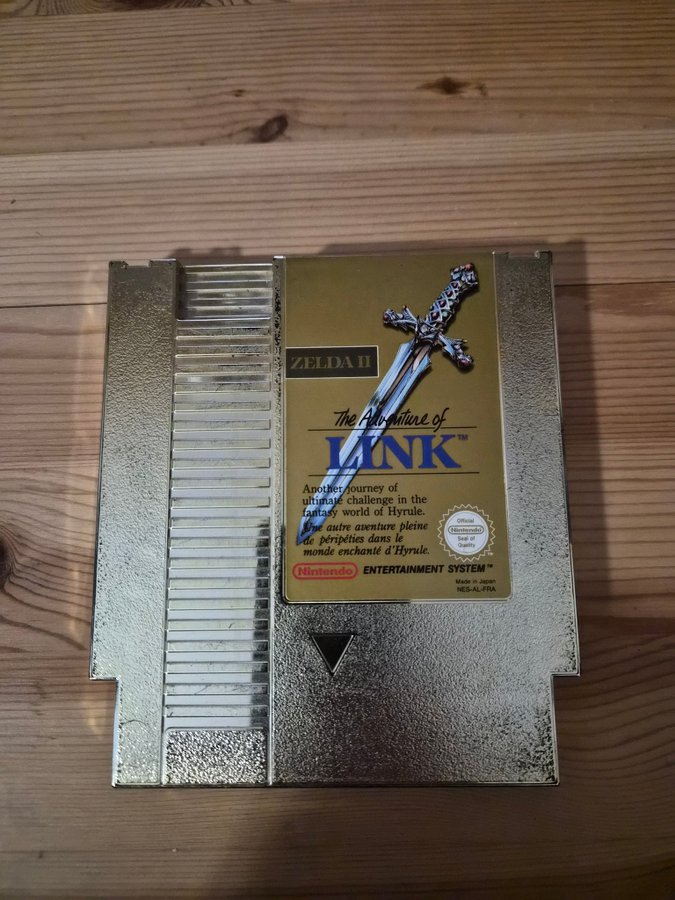 ZELDA II
The Adventure of
LINK™
Another journey of
ultimate challenge in the
fantasy world of Hyrule.
Une autre aventure pleine
de péripéties dans le
monde enchanté d'Hyrule.
Official
Nintendo
Seal of
Quality
Nintendo ENTERTAINMENT SYSTEM™
Made in Japan
NES-AL-FRA